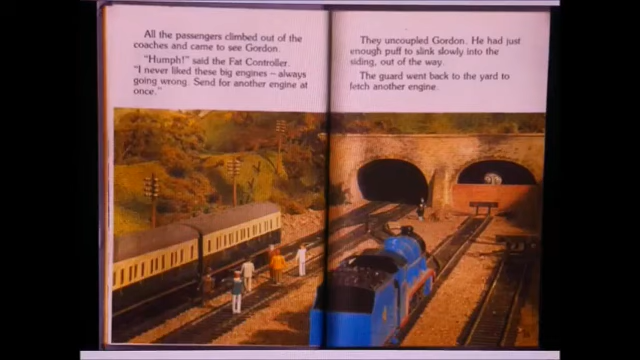 All the passengers climbed out of the
coaches and came to see Gordon.
"Humph!" said the Fat Controller.
"I never liked these big engines – always
going wrong. Send for another engine at
once."
They uncoupled Gordon. He had just
enough puff to slink slowly into the
siding, out of the way.
The guard went back to the yard to
fetch another engine.